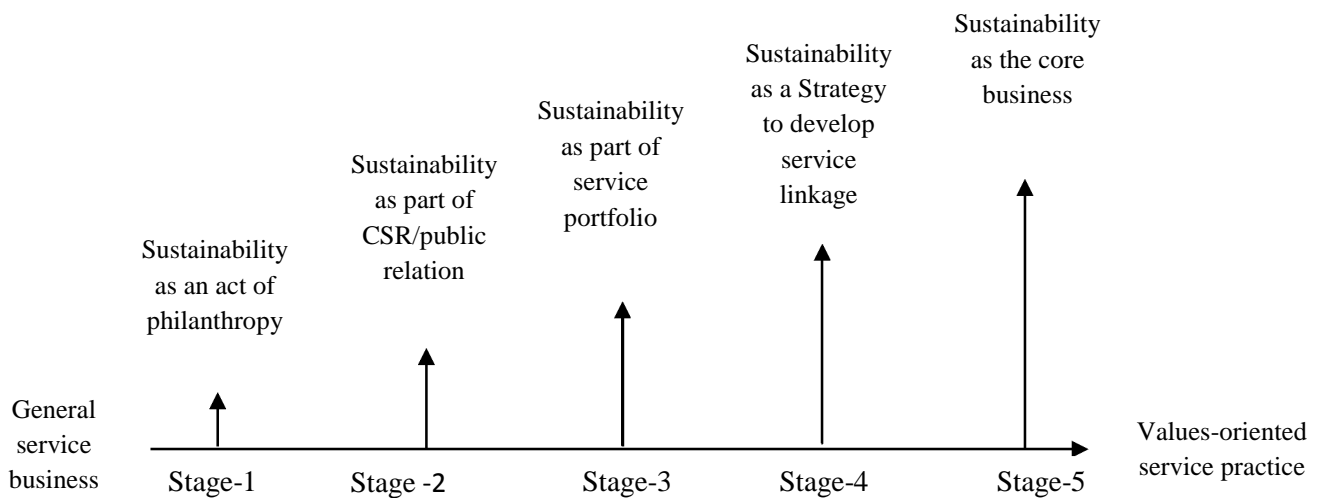 Sustainability
as an act of
philanthropy
Sustainability
as part of
CSR/public
relation
Sustainability
as part of
service
portfolio
Sustainability
as a Strategy
to develop
service
linkage
Sustainability
as the core
business
General
service
business
Stage-1
Stage -2
Stage-3
Stage-4
Stage-5
Values-oriented
service practice